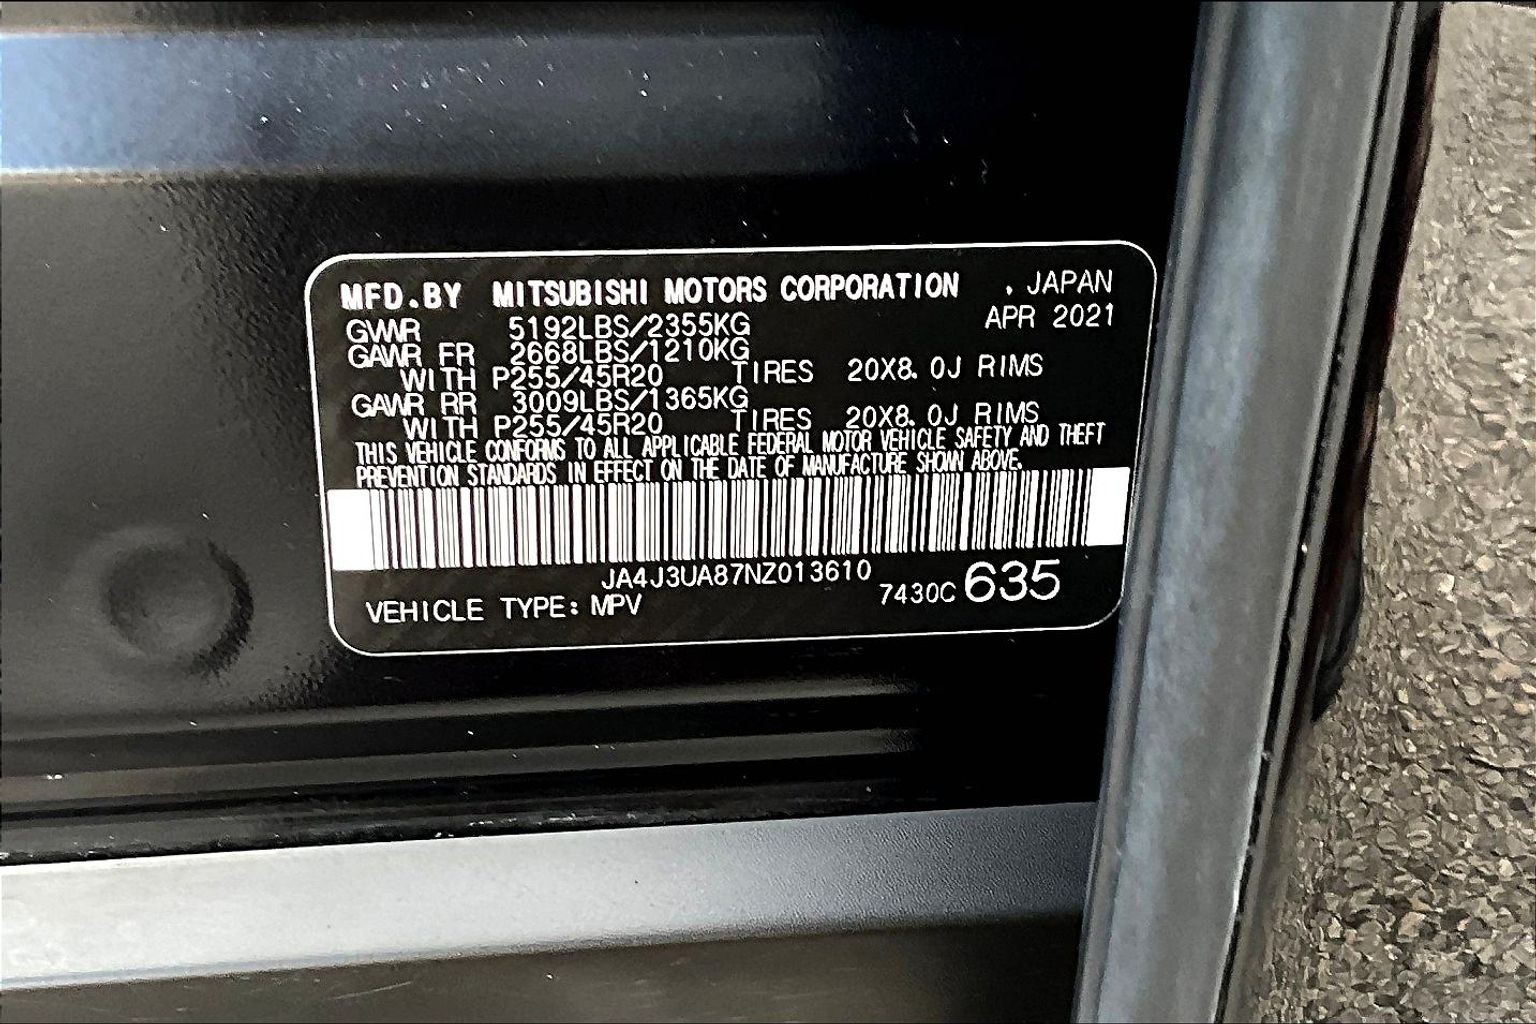 MFD.BY MITSUBISHI MOTORS CORPORATION , JAPAN
APR 2021
GVWR 5192LBS/2355KG
GAWR FR 2668LBS/1210KG
WITH P255/45R20 TIRES 20X8.0J RIMS
GAWR RR 3009LBS/1365KG
WITH P255/45R20 TIRES 20X8.0J RIMS
THIS VEHICLE CONFORMS TO ALL APPLICABLE FEDERAL MOTOR VEHICLE SAFETY AND THEFT
PREVENTION STANDARDS IN EFFECT ON THE DATE OF MANUFACTURE SHOWN ABOVE.
JA4J3UA87NZ013610
VEHICLE TYPE: MPV 7430C 635